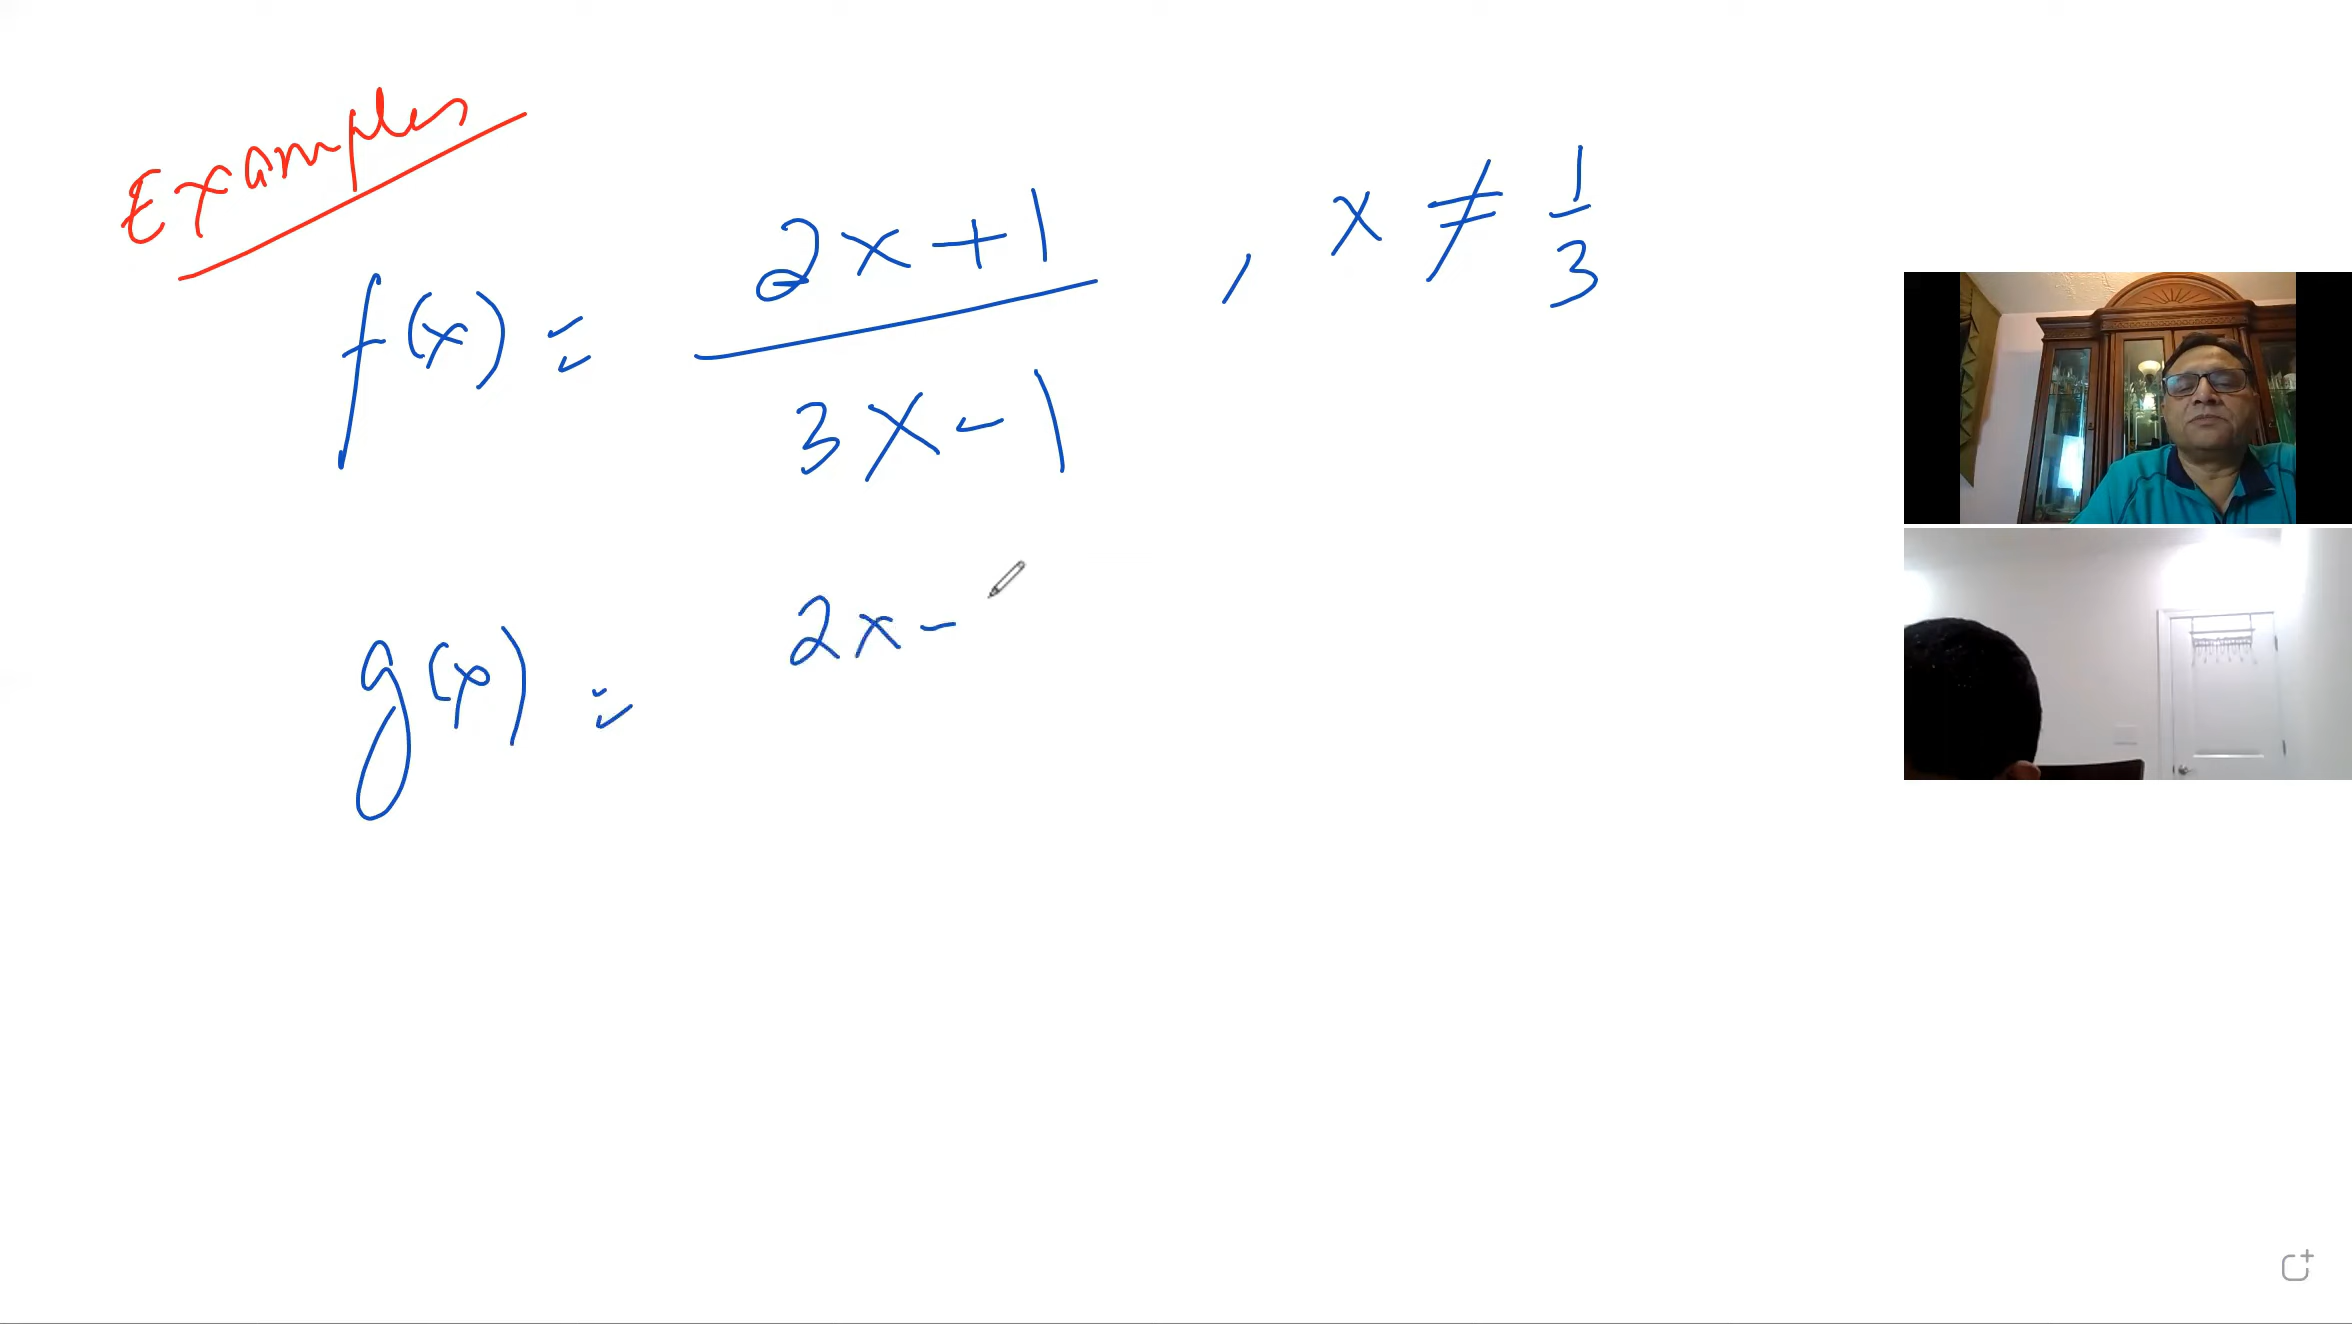 Examples
f(x) = 2x+1 / 3x-1 , x ≠ 1/3
g(x) = 2x-